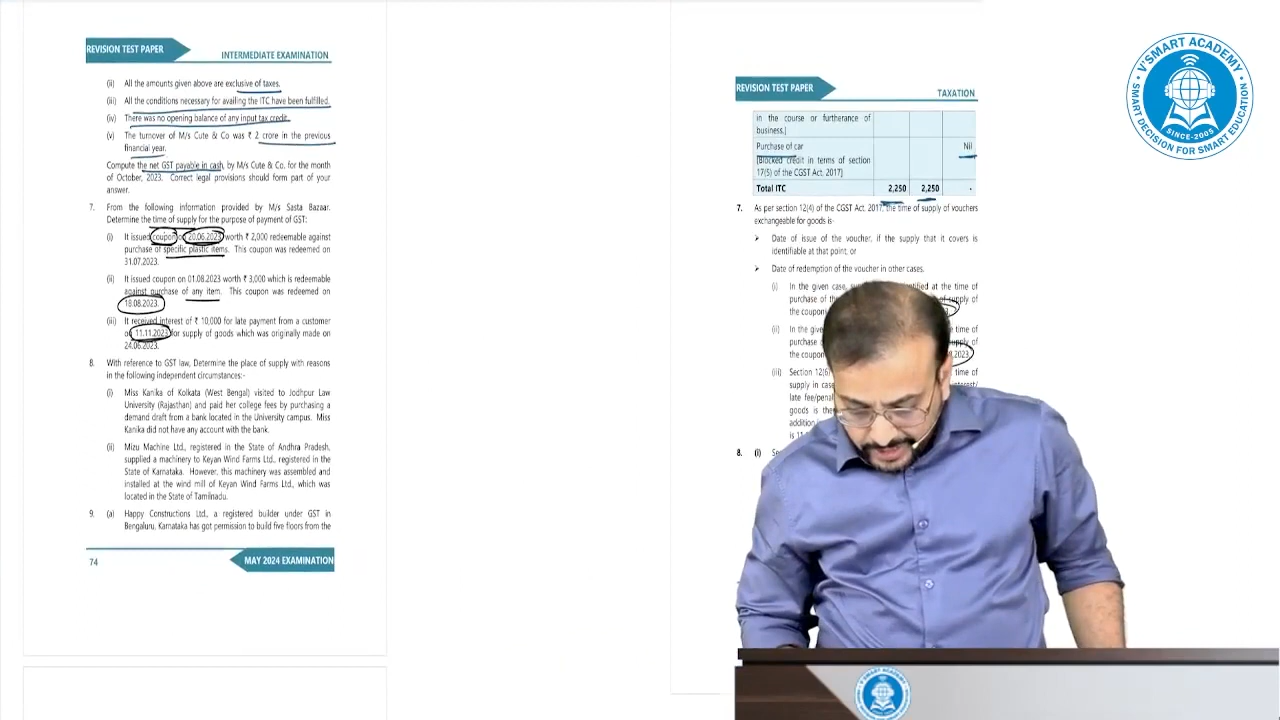 REVISION TEST PAPER
INTERMEDIATE EXAMINATION
(ii) All the amounts given above are exclusive of taxes.
(iii) All the conditions necessary for availing the ITC have been fulfilled.
(iv) There was no opening balance of any input tax credit.
(v) The turnover of M/s Cute & Co was ₹ 2 crore in the previous
financial year.
Compute the net GST payable in cash, by M/s Cute & Co. for the month
of October, 2023. Correct legal provisions should form part of your
answer.
7. From the following information provided by M/s Sasta Bazaar.
Determine the time of supply for the purpose of payment of GST:
(i) It issued coupon on 20.06.2023 worth ₹ 2,000 redeemable against
purchase of specific plastic items. This coupon was redeemed on
31.07.2023.
(ii) It issued coupon on 01.08.2023 worth ₹ 3,000 which is redeemable
against purchase of any item. This coupon was redeemed on
18.08.2023.
(iii) It received interest of ₹ 10,000 for late payment from a customer
on 11.11.2023 for supply of goods which was originally made on
24.06.2023.
8. With reference to GST law, Determine the place of supply with reasons
in the following independent circumstances:-
(i) Miss Kanika of Kolkata (West Bengal) visited to Jodhpur Law
University (Rajasthan) and paid her college fees by purchasing a
demand draft from a bank located in the University campus. Miss
Kanika did not have any account with the bank.
(ii) Mizu Machine Ltd., registered in the State of Andhra Pradesh,
supplied a machinery to Keyan Wind Farms Ltd., registered in the
State of Karnataka. However, this machinery was assembled and
installed at the wind mill of Keyan Wind Farms Ltd., which was
located in the State of Tamilnadu.
9. (a) Happy Constructions Ltd., a registered builder under GST in
Bengaluru, Karnataka has got permission to build five floors from the
74
MAY 2024 EXAMINATION
REVISION TEST PAPER
TAXATION
in the course or furtherance of
business.]
Purchase of car Nil
[Blocked credit in terms of section
17(5) of the CGST Act, 2017]
Total ITC 2,250 2,250 -
7. As per section 12(4) of the CGST Act, 2017, the time of supply of vouchers
exchangeable for goods is-
➤ Date of issue of the voucher, if the supply that it covers is
identifiable at that point, or
➤ Date of redemption of the voucher in other cases.
(i) In the given case, supply
identified at the time of
purchase of the
of supply of
the coupon
(ii) In the given
time of
purchase
supply of
the coupon
2023.
(iii) Section 12(6)
time of
supply in case
interest/
late fee/penal
goods is the
addition
is 11
8. (i)
V'SMART ACADEMY
SMART DECISION FOR SMART EDUCATION
SINCE-2005